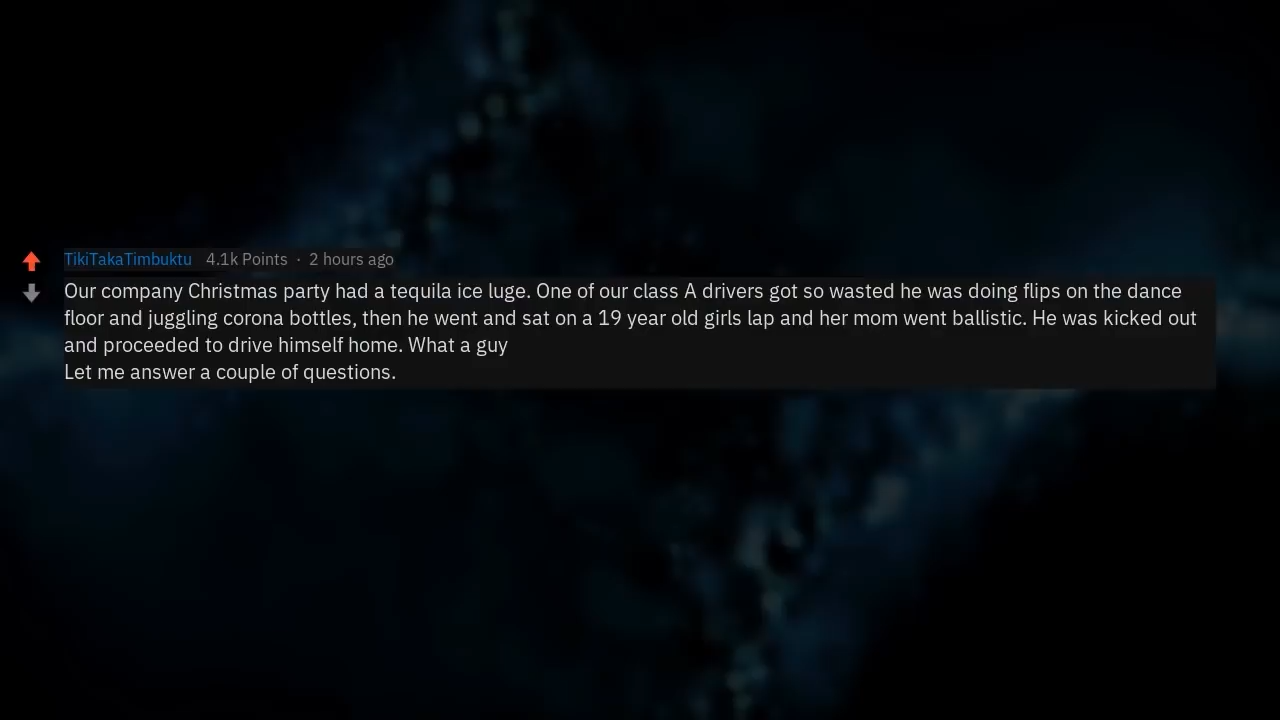 TikiTakaTimbuktu 4.1k Points · 2 hours ago
Our company Christmas party had a tequila ice luge. One of our class A drivers got so wasted he was doing flips on the dance
floor and juggling corona bottles, then he went and sat on a 19 year old girls lap and her mom went ballistic. He was kicked out
and proceeded to drive himself home. What a guy
Let me answer a couple of questions.